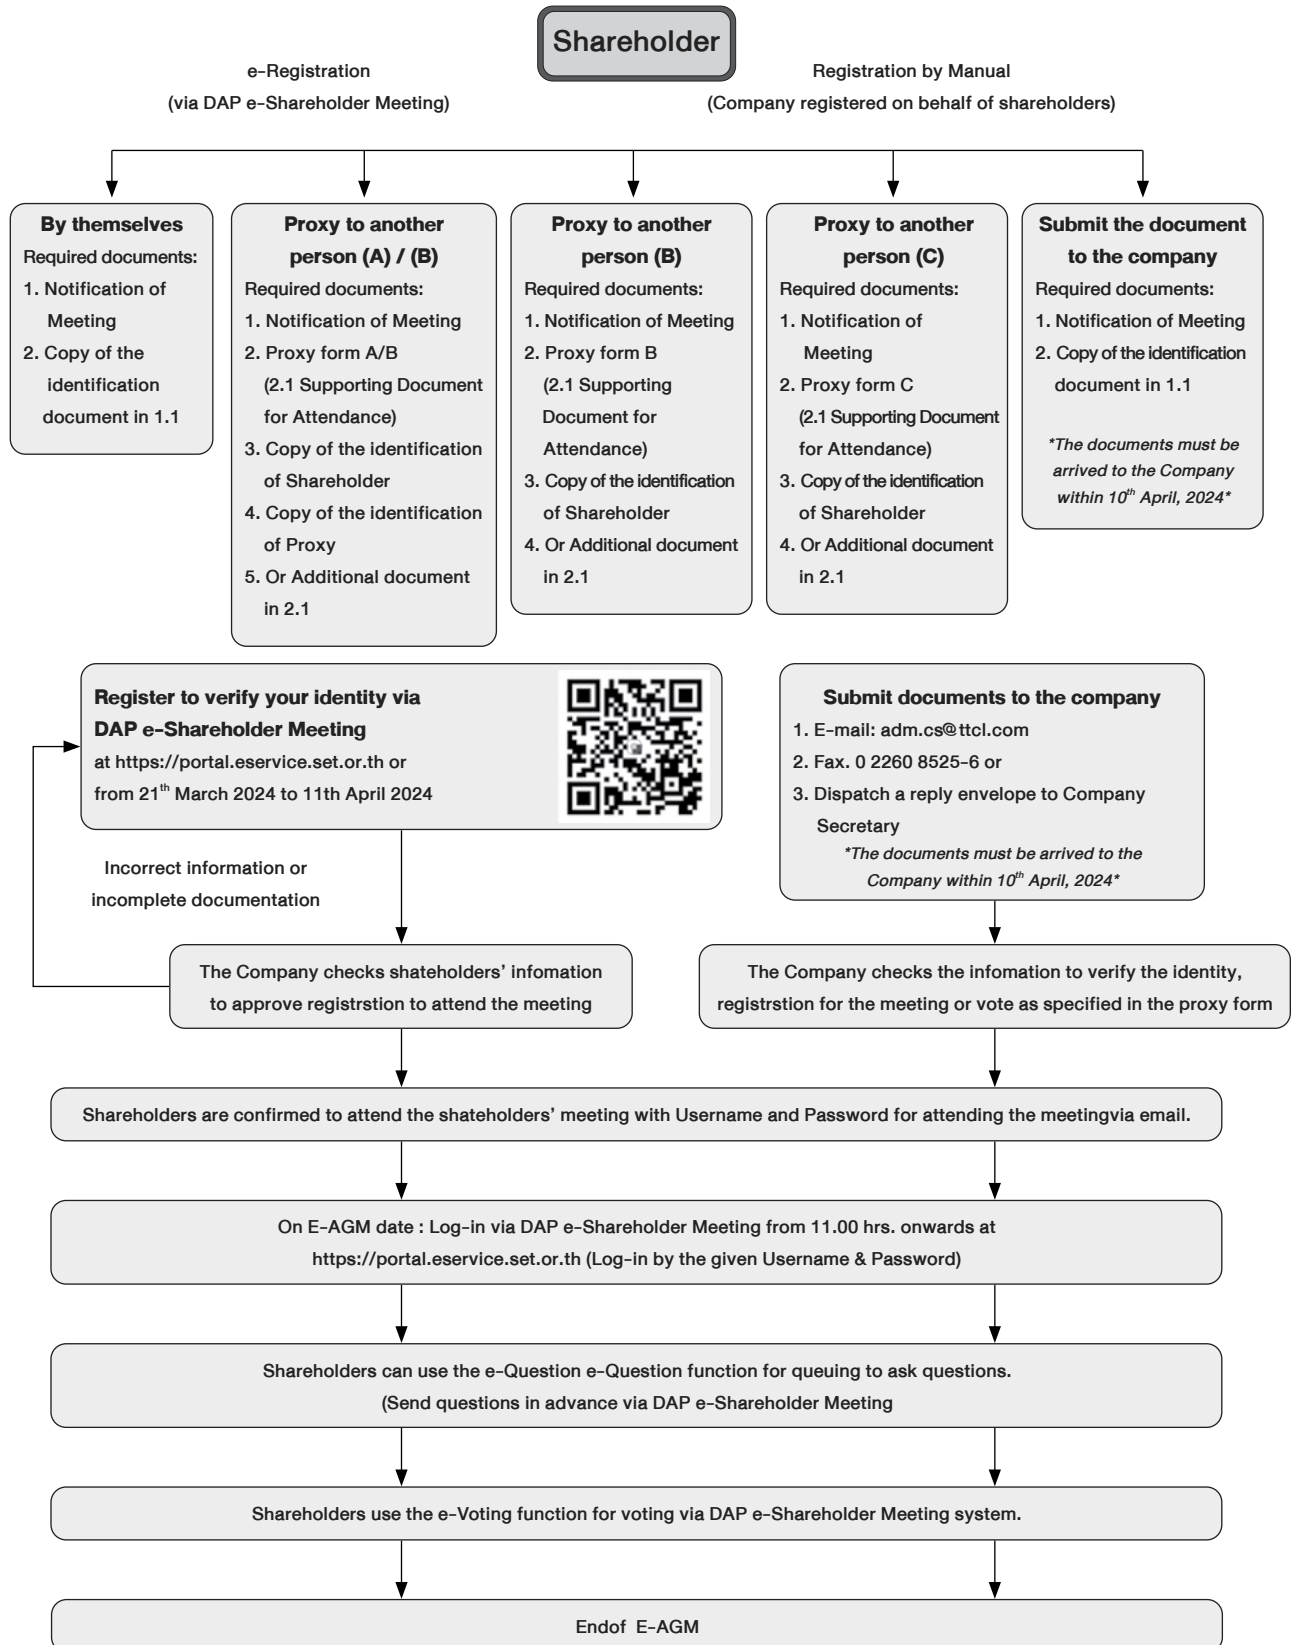 Shareholder
e-Registration
(via DAP e-Shareholder Meeting)
Registration by Manual
(Company registered on behalf of shareholders)
By themselves
Required documents:
1. Notification of
Meeting
2. Copy of the
identification
document in 1.1
Proxy to another
person (A) / (B)
Required documents:
1. Notification of Meeting
2. Proxy form A/B
(2.1 Supporting Document
for Attendance)
3. Copy of the identification
of Shareholder
4. Copy of the identification
of Proxy
5. Or Additional document
in 2.1
Proxy to another
person (B)
Required documents:
1. Notification of Meeting
2. Proxy form B
(2.1 Supporting
Document for
Attendance)
3. Copy of the identification
of Shareholder
4. Or Additional document
in 2.1
Proxy to another
person (C)
Required documents:
1. Notification of
Meeting
2. Proxy form C
(2.1 Supporting Document
for Attendance)
3. Copy of the identification
of Shareholder
4. Or Additional document
in 2.1
Submit the document
to the company
Required documents:
1. Notification of Meeting
2. Copy of the identification
document in 1.1
*The documents must be
arrived to the Company
within 10th April, 2024*
Register to verify your identity via
DAP e-Shareholder Meeting
at https://portal.eservice.set.or.th or
from 21th March 2024 to 11th April 2024
Submit documents to the company
1. E-mail: adm.cs@ttcl.com
2. Fax. 0 2260 8525-6 or
3. Dispatch a reply envelope to Company
Secretary
*The documents must be arrived to the
Company within 10th April, 2024*
Incorrect information or
incomplete documentation
The Company checks shateholders' infomation
to approve registrstion to attend the meeting
The Company checks the infomation to verify the identity,
registrstion for the meeting or vote as specified in the proxy form
Shareholders are confirmed to attend the shateholders' meeting with Username and Password for attending the meetingvia email.
On E-AGM date : Log-in via DAP e-Shareholder Meeting from 11.00 hrs. onwards at
https://portal.eservice.set.or.th (Log-in by the given Username & Password)
Shareholders can use the e-Question e-Question function for queuing to ask questions.
(Send questions in advance via DAP e-Shareholder Meeting
Shareholders use the e-Voting function for voting via DAP e-Shareholder Meeting system.
Endof E-AGM